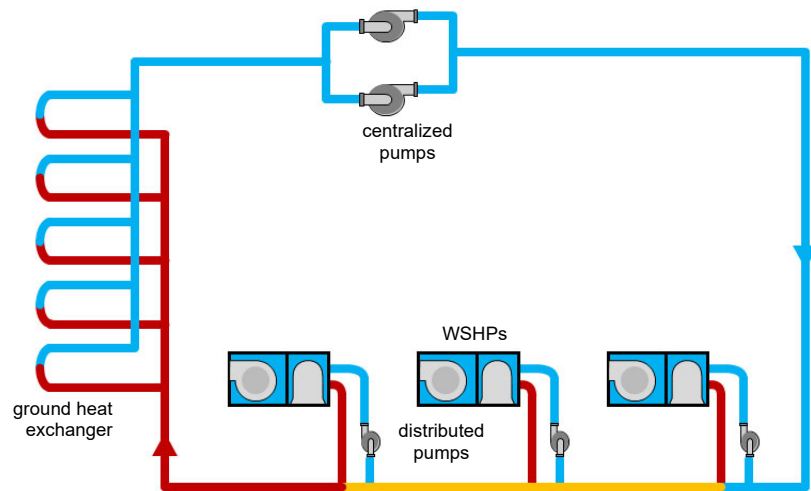 centralized
pumps
WSHPs
ground heat
exchanger
distributed
pumps